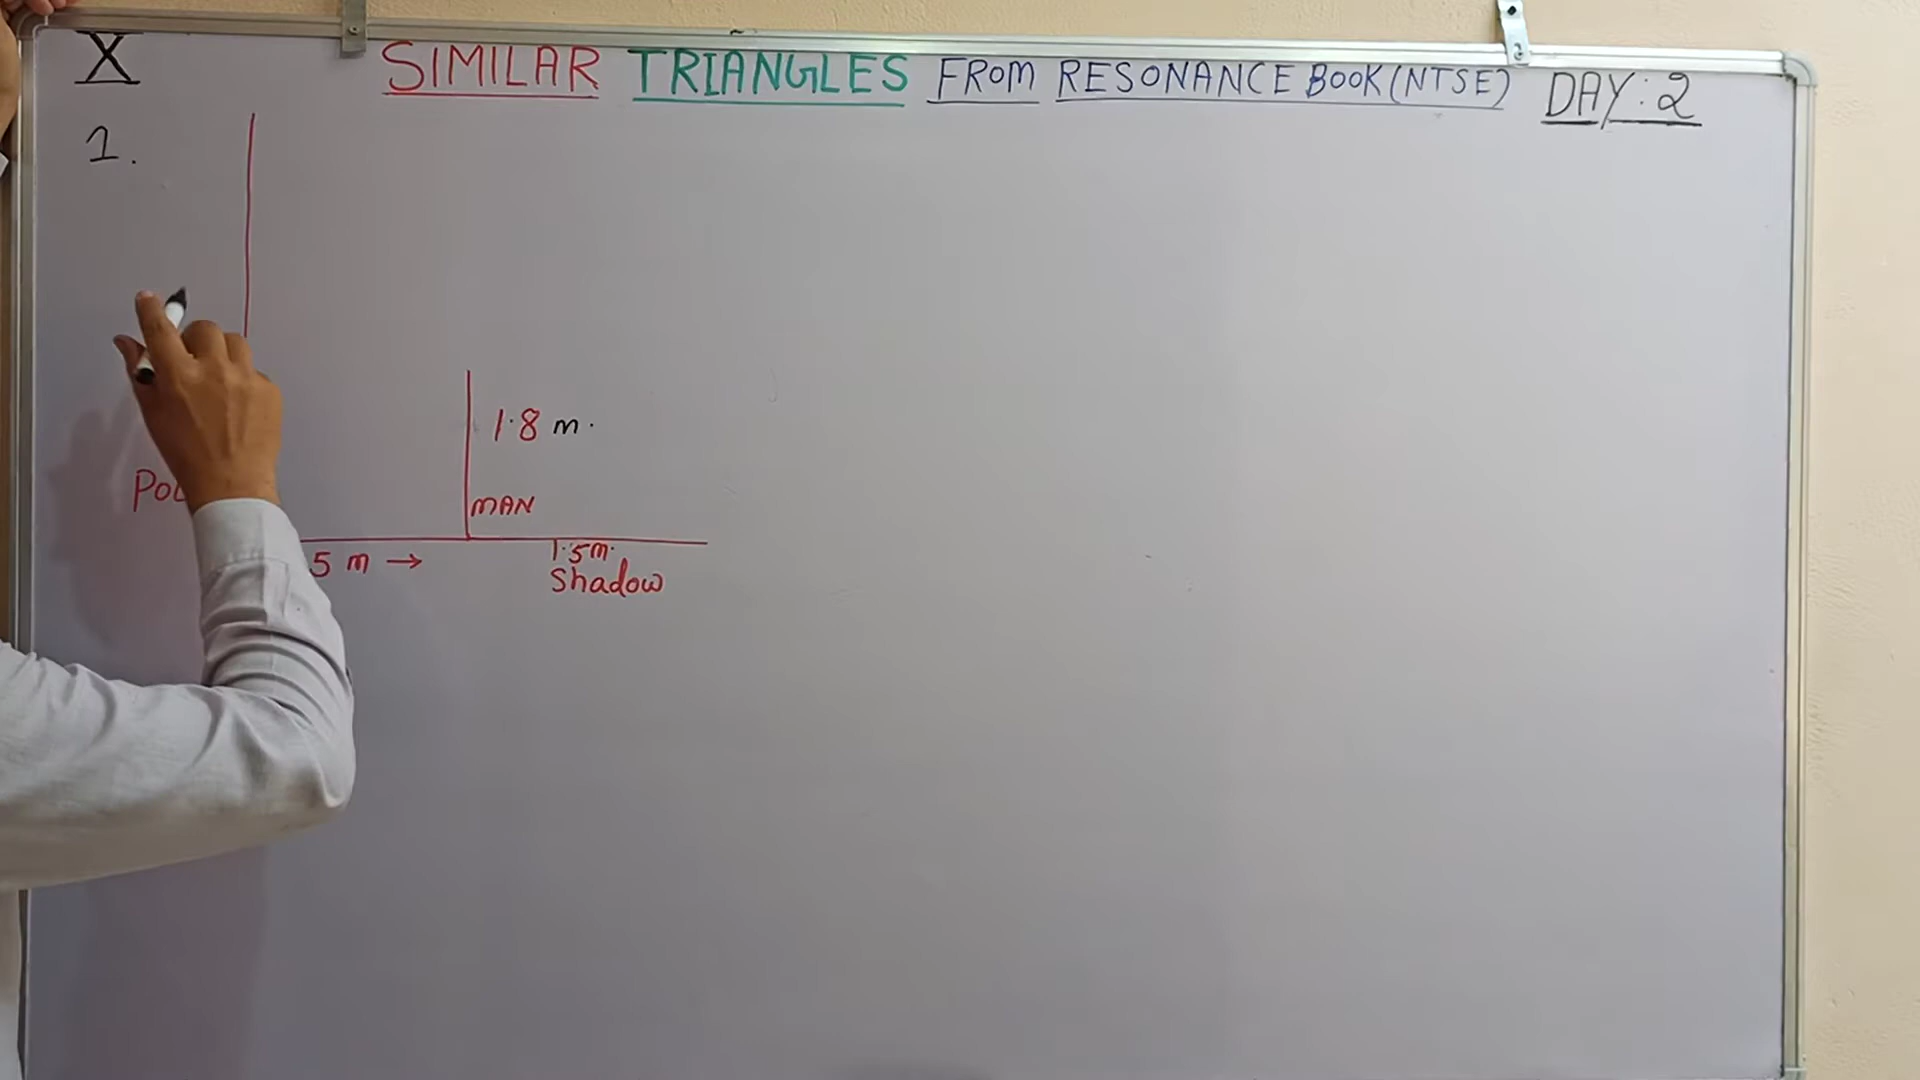 X SIMILAR TRIANGLES FROM RESONANCE BOOK (NTSE) DAY : 2
1.
1.8 m.
MAN
5 m →
1.5m.
Shadow